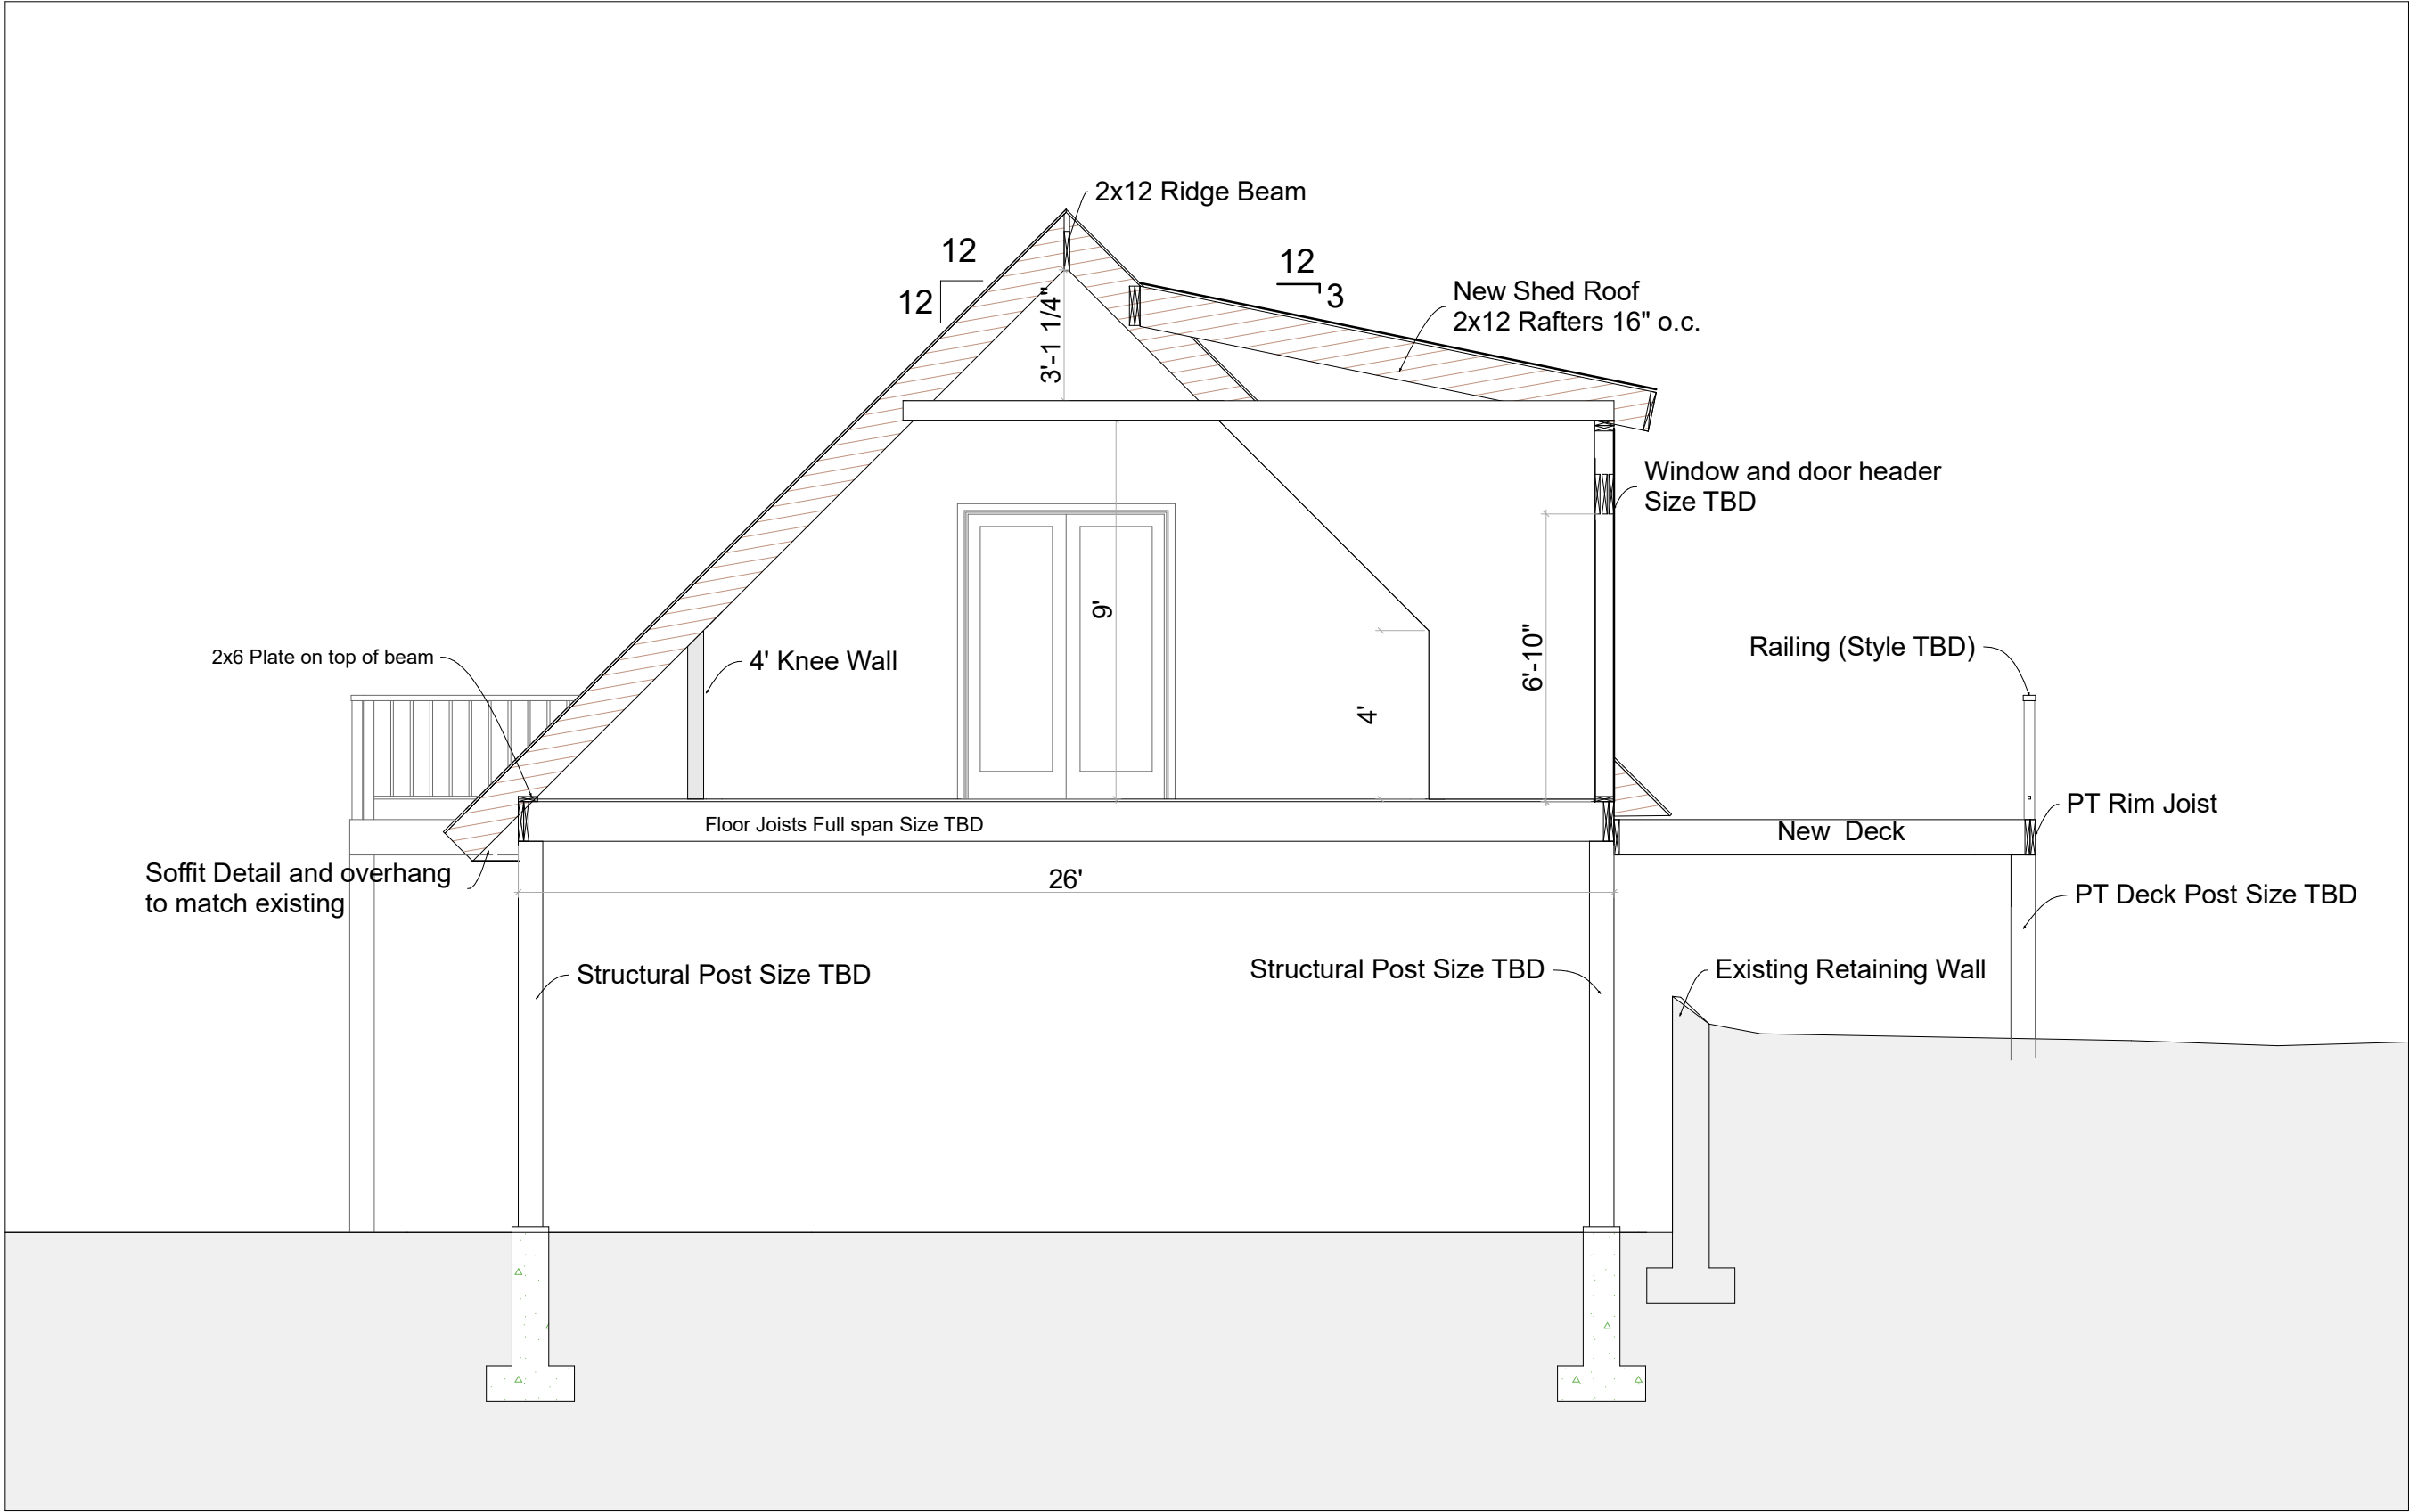 2x12 Ridge Beam
12
12
12
3
New Shed Roof
2x12 Rafters 16" o.c.
3'-1 1/4"
Window and door header
Size TBD
9'
6'-10"
4'
2x6 Plate on top of beam
4' Knee Wall
Railing (Style TBD)
PT Rim Joist
Floor Joists Full span Size TBD
New Deck
Soffit Detail and overhang
to match existing
26'
PT Deck Post Size TBD
Structural Post Size TBD
Structural Post Size TBD
Existing Retaining Wall